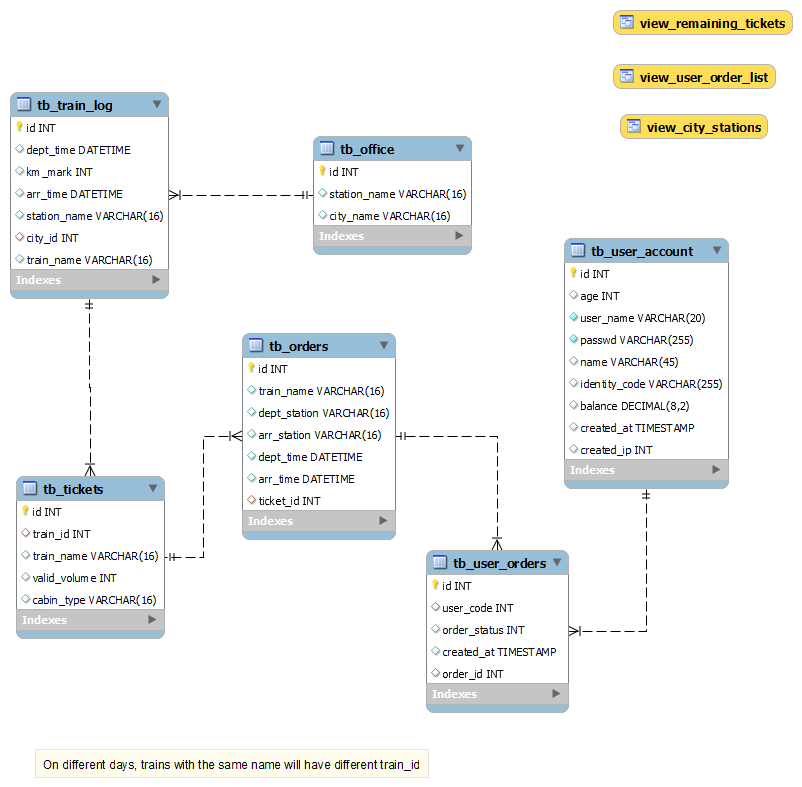 view_remaining_tickets
view_user_order_list
view_city_stations
tb_train_log
id INT
dept_time DATETIME
km_mark INT
arr_time DATETIME
station_name VARCHAR(16)
city_id INT
train_name VARCHAR(16)
Indexes
tb_office
id INT
station_name VARCHAR(16)
city_name VARCHAR(16)
Indexes
tb_user_account
id INT
age INT
user_name VARCHAR(20)
passwd VARCHAR(255)
name VARCHAR(45)
identity_code VARCHAR(255)
balance DECIMAL(8,2)
created_at TIMESTAMP
created_ip INT
Indexes
tb_orders
id INT
train_name VARCHAR(16)
dept_station VARCHAR(16)
arr_station VARCHAR(16)
dept_time DATETIME
arr_time DATETIME
ticket_id INT
Indexes
tb_tickets
id INT
train_id INT
train_name VARCHAR(16)
valid_volume INT
cabin_type VARCHAR(16)
Indexes
tb_user_orders
id INT
user_code INT
order_status INT
created_at TIMESTAMP
order_id INT
Indexes
On different days, trains with the same name will have different train_id